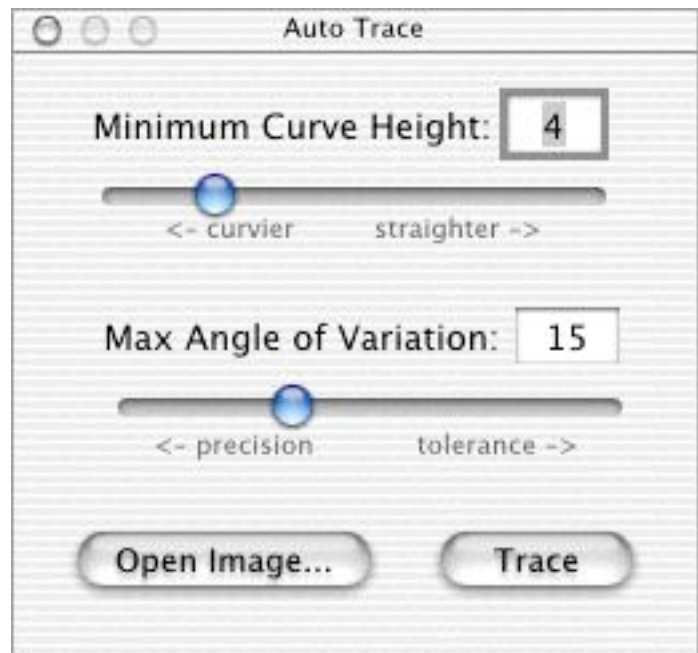 Auto Trace
Minimum Curve Height: 4
<- curvier straighter ->
Max Angle of Variation: 15
<- precision tolerance ->
Open Image... Trace